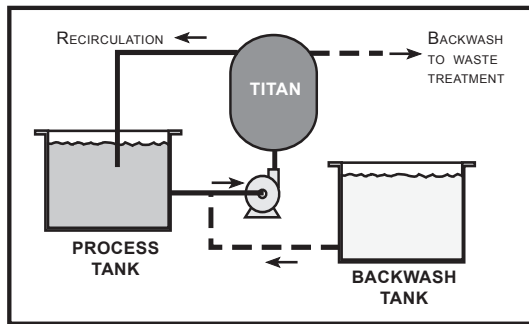 RECIRCULATION
BACKWASH
TO WASTE
TREATMENT
TITAN
PROCESS
TANK
BACKWASH
TANK